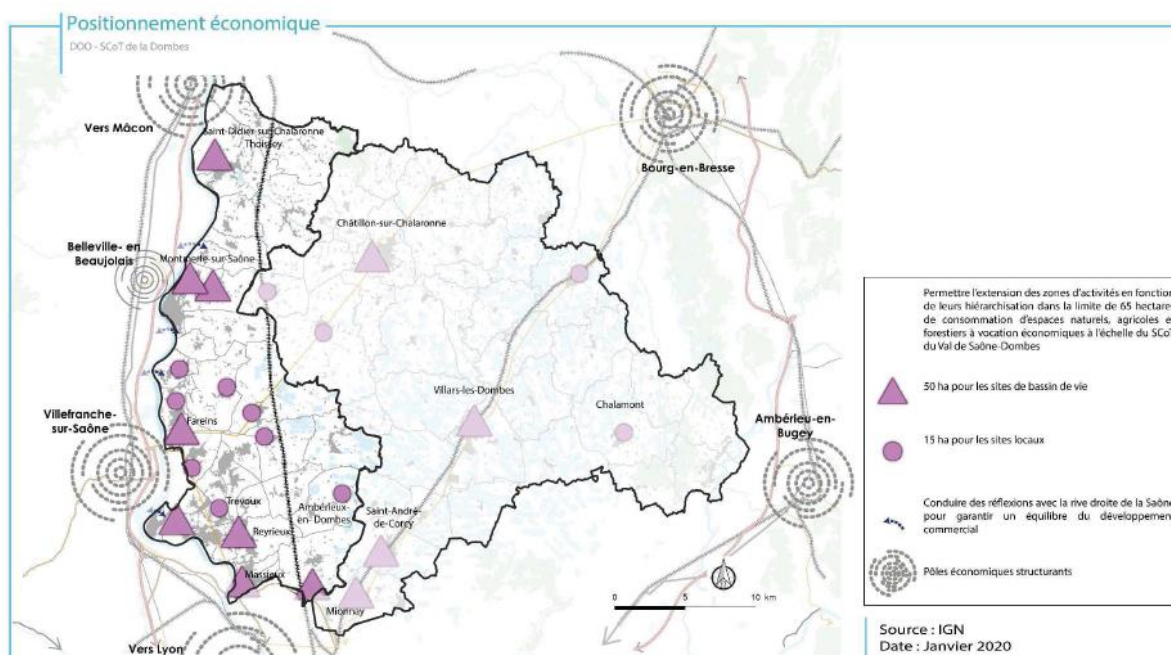 Positionnement économique
DOO - SCoT de la Dombes
Vers Mâcon
Saint-Didier-sur-Chalaronne
Thoissey
Bourg-en-Bresse
Châtillon-sur-Chalaronne
Belleville- en
Beaujolais
Montmerle-sur-Saône
Villars-les-Dombes
Chalamont
Ambérieu-en-
Bugey
Villefranche-
sur-Saône
Fareins
Trévoux
Ambérieux-
en-Dombes
Saint-André-
de-Corcy
Reyrieux
Massieux
Mionnay
Vers Lyon
0 5 10 km
Permettre l'extension des zones d'activités en fonction
de leurs hiérarchisation dans la limite de 65 hectare
de consommation d'espaces naturels, agricoles e
forestiers à vocation économiques à l'échelle du SCoT
du Val de Saône-Dombes
50 ha pour les sites de bassin de vie
15 ha pour les sites locaux
Conduire des réflexions avec la rive droite de la Saône
pour garantir un équilibre du développemen
commercial
Pôles économiques structurants
Source : IGN
Date : Janvier 2020